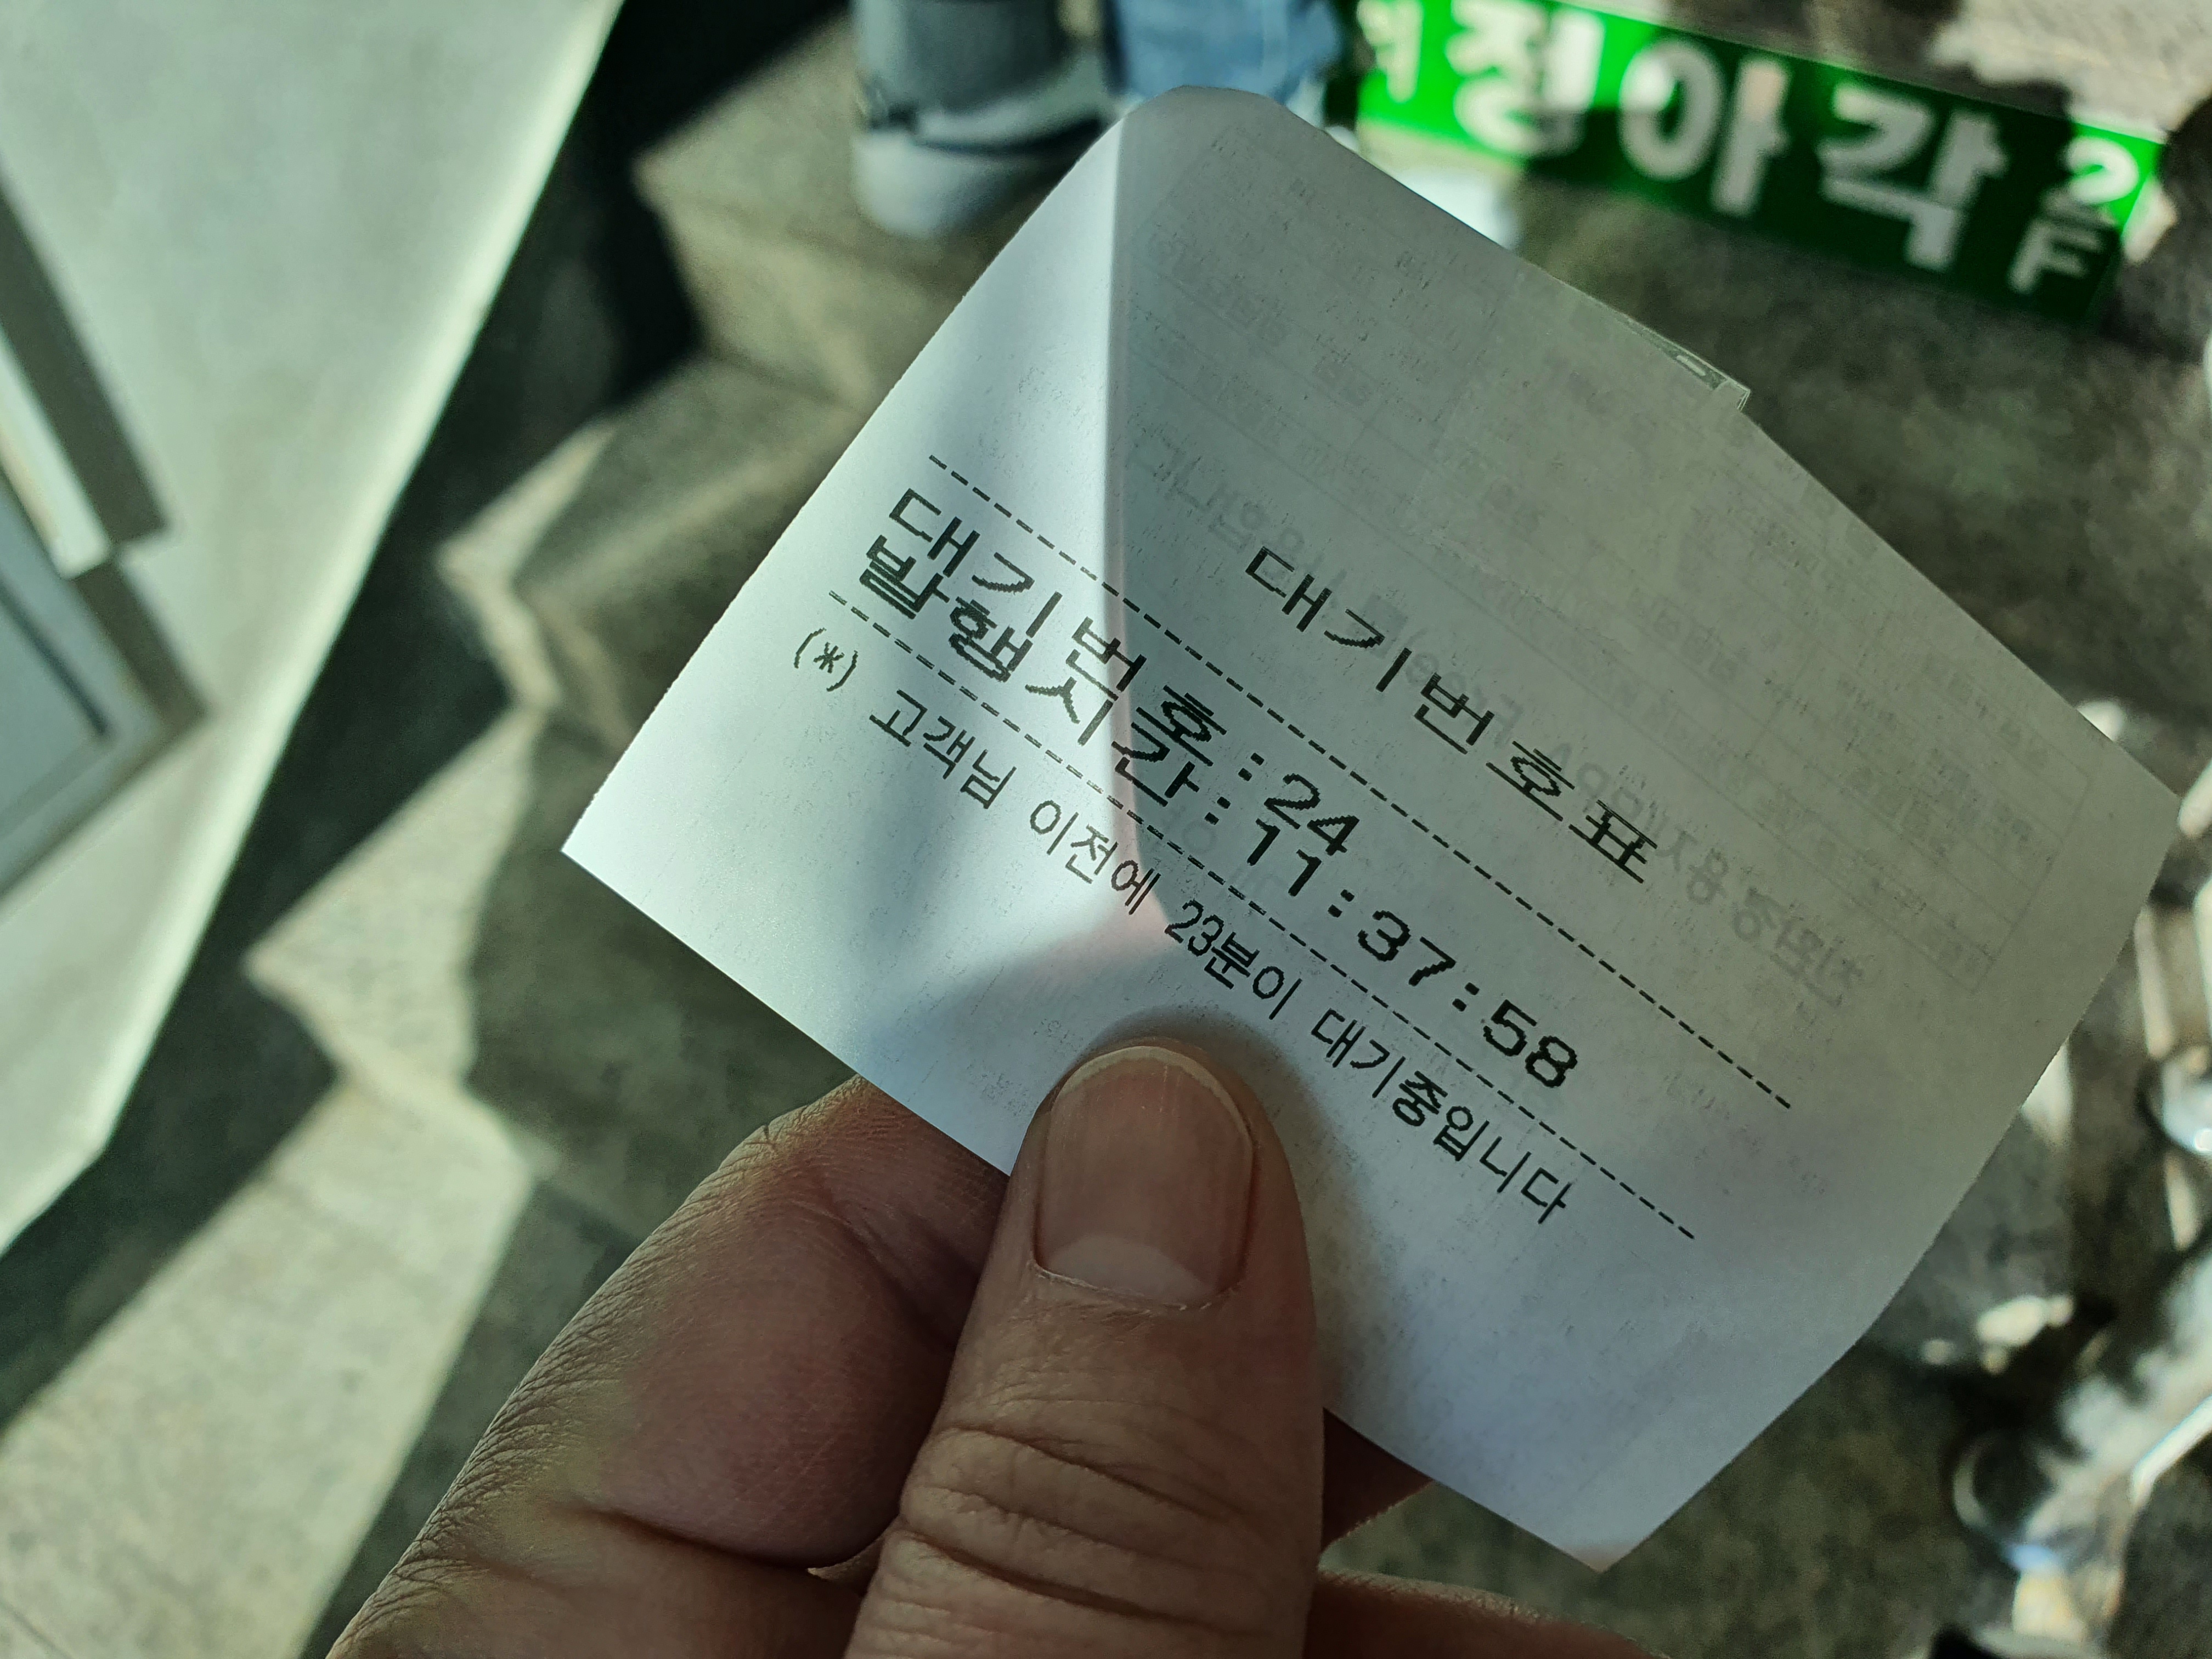 정아각
대기번호표
대기번호:24
발행시간:11:37:58
(*) 고객님 이전에 23분이 대기중입니다